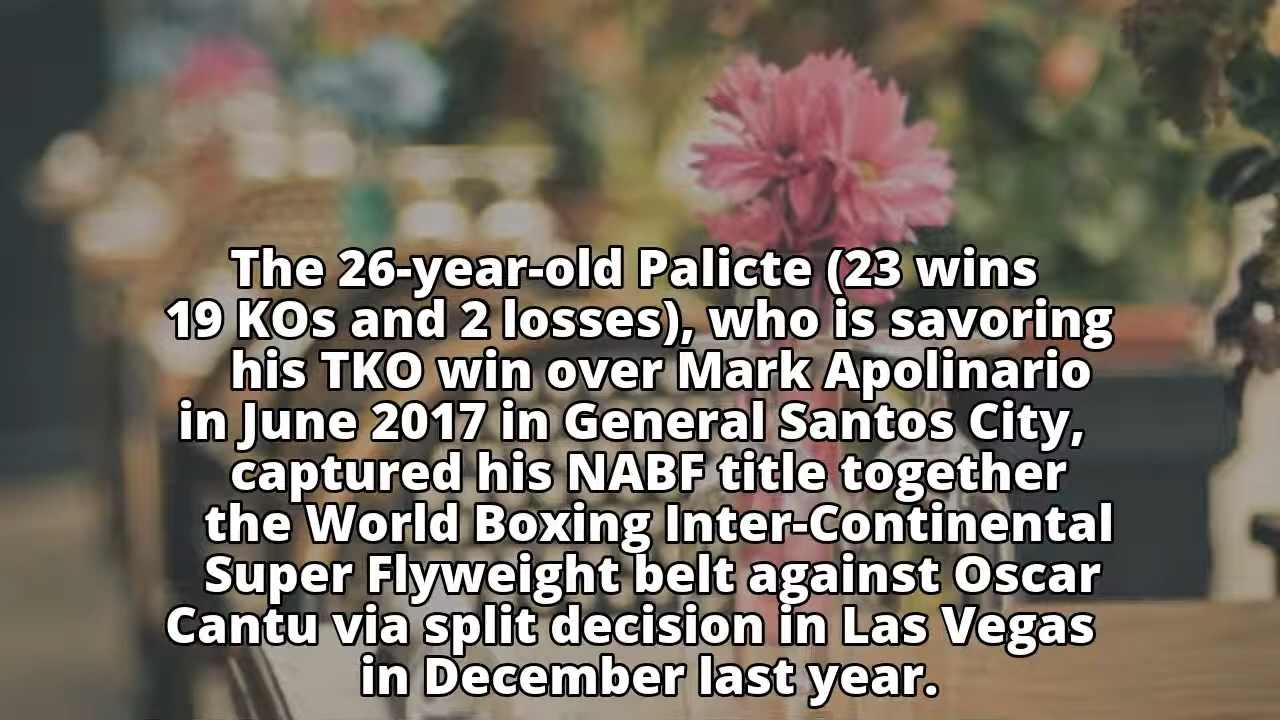 The 26-year-old Palicte (23 wins
19 KOs and 2 losses), who is savoring
his TKO win over Mark Apolinario
in June 2017 in General Santos City,
captured his NABF title together
the World Boxing Inter-Continental
Super Flyweight belt against Oscar
Cantu via split decision in Las Vegas
in December last year.